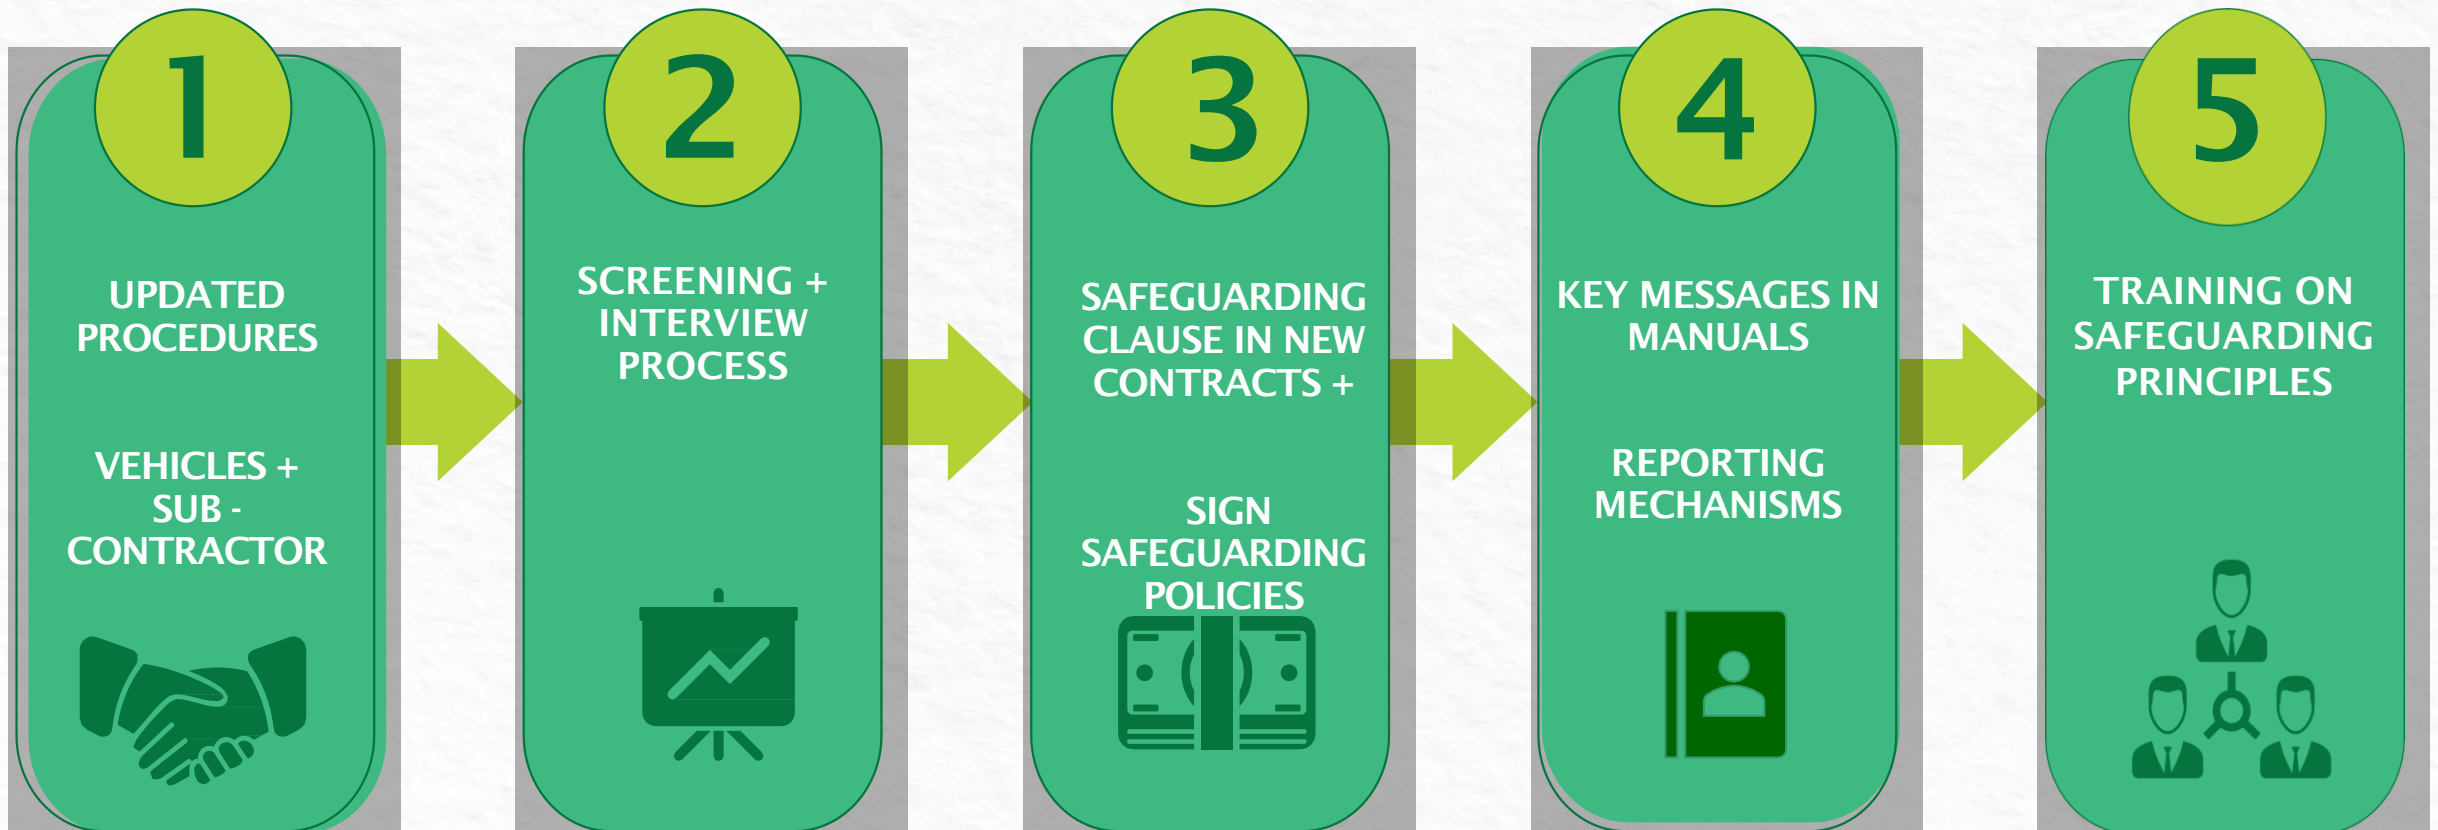 1
UPDATED
PROCEDURES
VEHICLES +
SUB -
CONTRACTOR
2
SCREENING +
INTERVIEW
PROCESS
3
SAFEGUARDING
CLAUSE IN NEW
CONTRACTS +
SIGN
SAFEGUARDING
POLICIES
4
KEY MESSAGES IN
MANUALS
REPORTING
MECHANISMS
5
TRAINING ON
SAFEGUARDING
PRINCIPLES